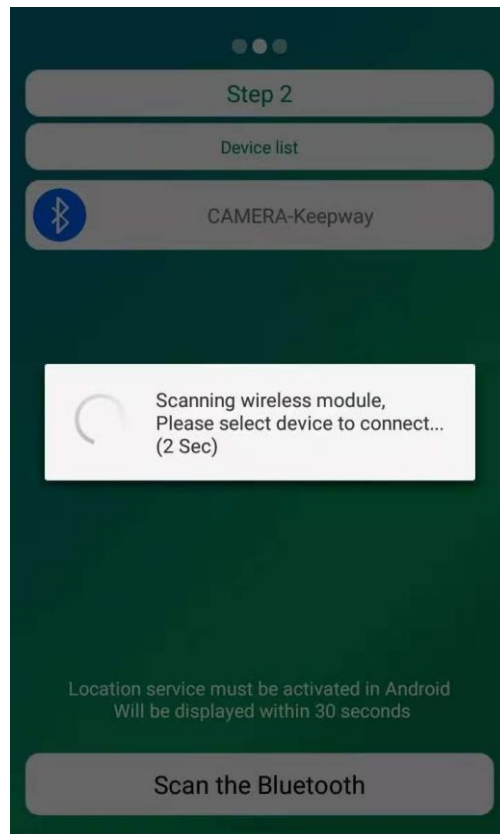 Step 2
Device list
CAMERA-Keepway
Scanning wireless module,
Please select device to connect...
(2 Sec)
Location service must be activated in Android
Will be displayed within 30 seconds
Scan the Bluetooth